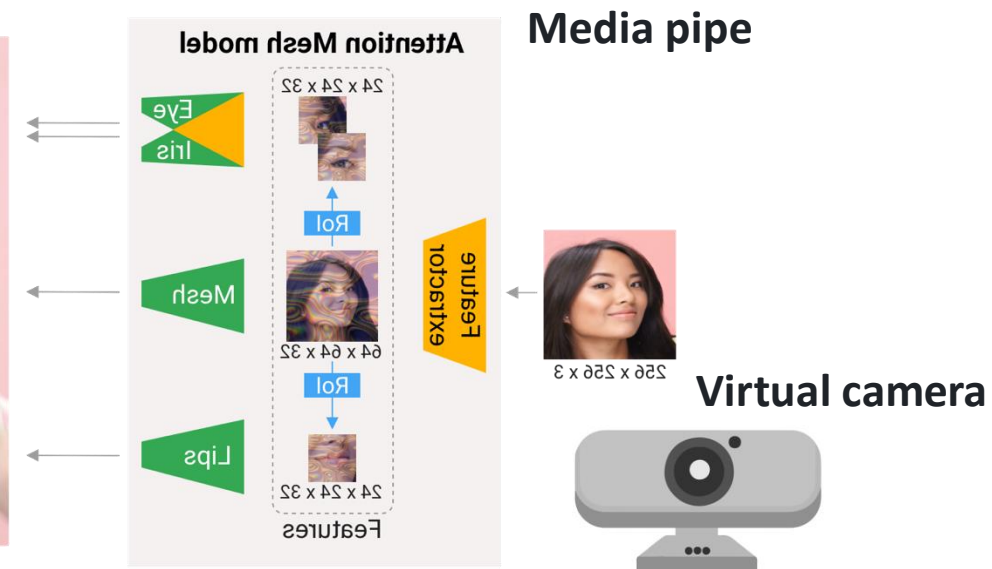 Media pipe
Attention Mesh model
24 x 24 x 32
Eye
Iris
RoI
Feature
extractor
Mesh
64 x 64 x 32
256 x 256 x 3
RoI
Virtual camera
Lips
24 x 24 x 32
Features